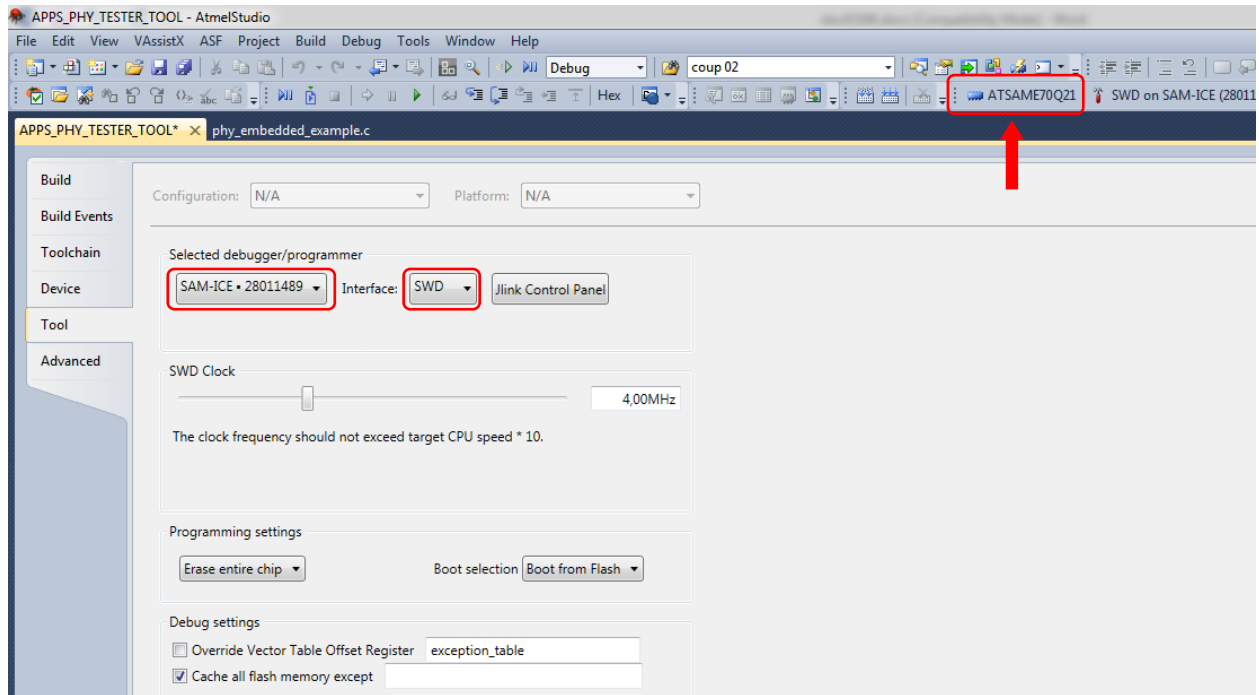 APPS_PHY_TESTER_TOOL - AtmelStudio
File Edit View VAssistX ASF Project Build Debug Tools Window Help
Debug coup 02
Hex ATSAME70Q21 SWD on SAM-ICE (28011
APPS_PHY_TESTER_TOOL* phy_embedded_example.c
Build
Configuration: N/A Platform: N/A
Build Events
Toolchain
Selected debugger/programmer
Device
SAM-ICE • 28011489 Interface: SWD Jlink Control Panel
Tool
Advanced
SWD Clock
4,00MHz
The clock frequency should not exceed target CPU speed * 10.
Programming settings
Erase entire chip Boot selection Boot from Flash
Debug settings
Override Vector Table Offset Register exception_table
Cache all flash memory except